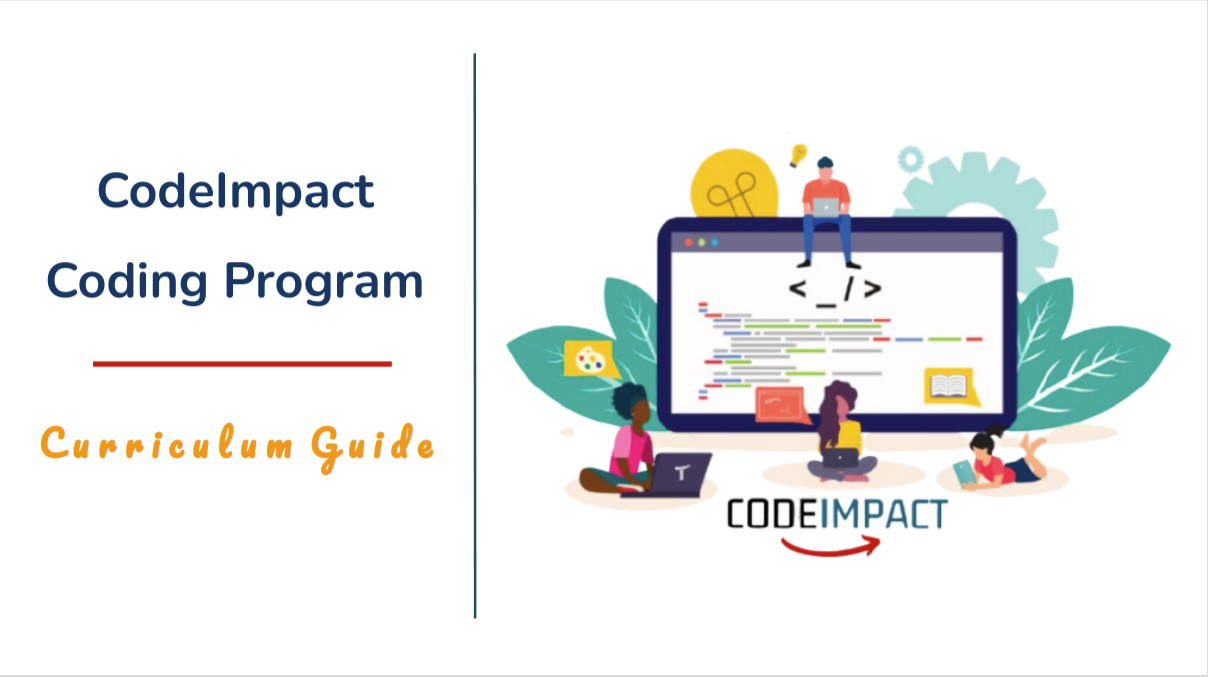 CodeImpact
Coding Program
Curriculum Guide
< _ / >
T
CODEIMPACT